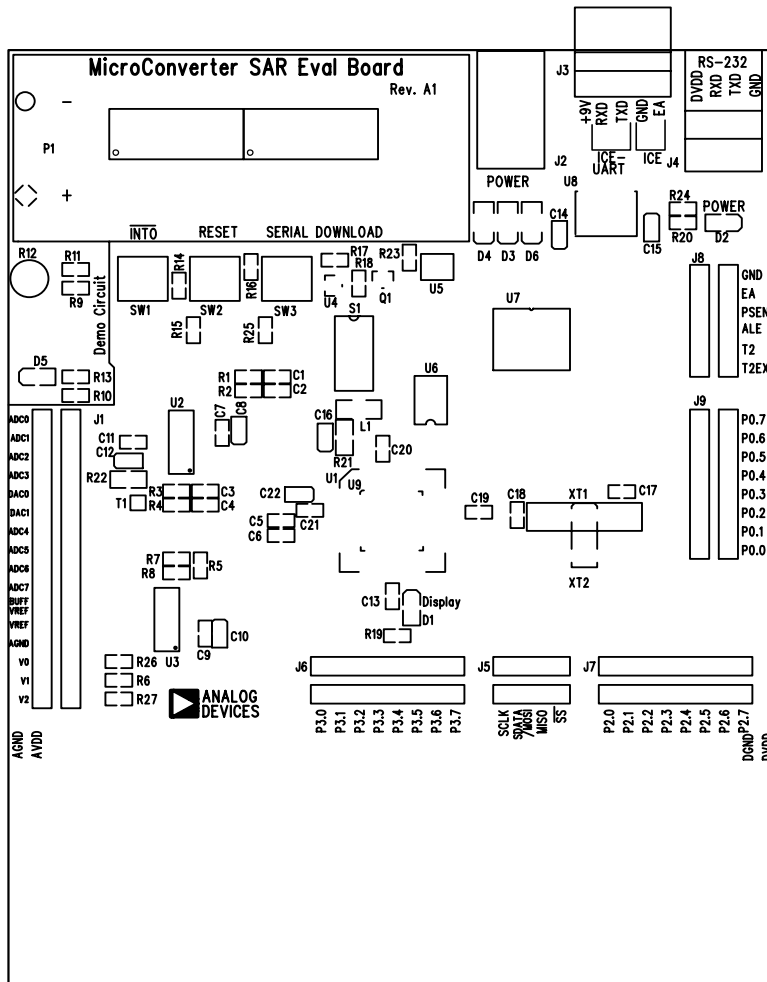 MicroConverter SAR Eval Board
Rev. A1
P1
−
+
J3
+9V
RXD
TXD
GND
EA
RS-232
DVDD
RXD
TXD
GND
J2
ICE-UART
ICE
J4
POWER
U8
INT0
RESET
SERIAL DOWNLOAD
D4
D3
D6
C14
C15
R24
R20
POWER
D2
R12
R11
R9
Demo Circuit
SW1
R14
SW2
R16
SW3
R17
U4
R18
Q1
R23
U5
R15
R25
S1
U7
J8
GND
EA
PSEN
ALE
T2
T2EX
D5
R13
R10
R1
R2
C1
C2
U6
J1
U2
C7
C8
L1
C16
R21
C20
C11
C12
R22
T1
R3
R4
C3
C4
C22
C21
C5
C6
U1
U9
C19
C18
XT1
XT2
C17
J9
P0.7
P0.6
P0.5
P0.4
P0.3
P0.2
P0.1
P0.0
ADC0
ADC1
ADC2
ADC3
DAC0
DAC1
ADC4
ADC5
ADC6
ADC7
BUFF
VREF
VREF
AGND
V0
V1
V2
R7
R8
R5
U3
C9
C10
C13
Display
D1
R19
R26
R6
R27
ANALOG
DEVICES
J6
J5
J7
P3.0
P3.1
P3.2
P3.3
P3.4
P3.5
P3.6
P3.7
SCLK
SDATA
/MOSI
MISO
SS
P2.0
P2.1
P2.2
P2.3
P2.4
P2.5
P2.6
P2.7
AGND
AVDD
DGND
DVDD